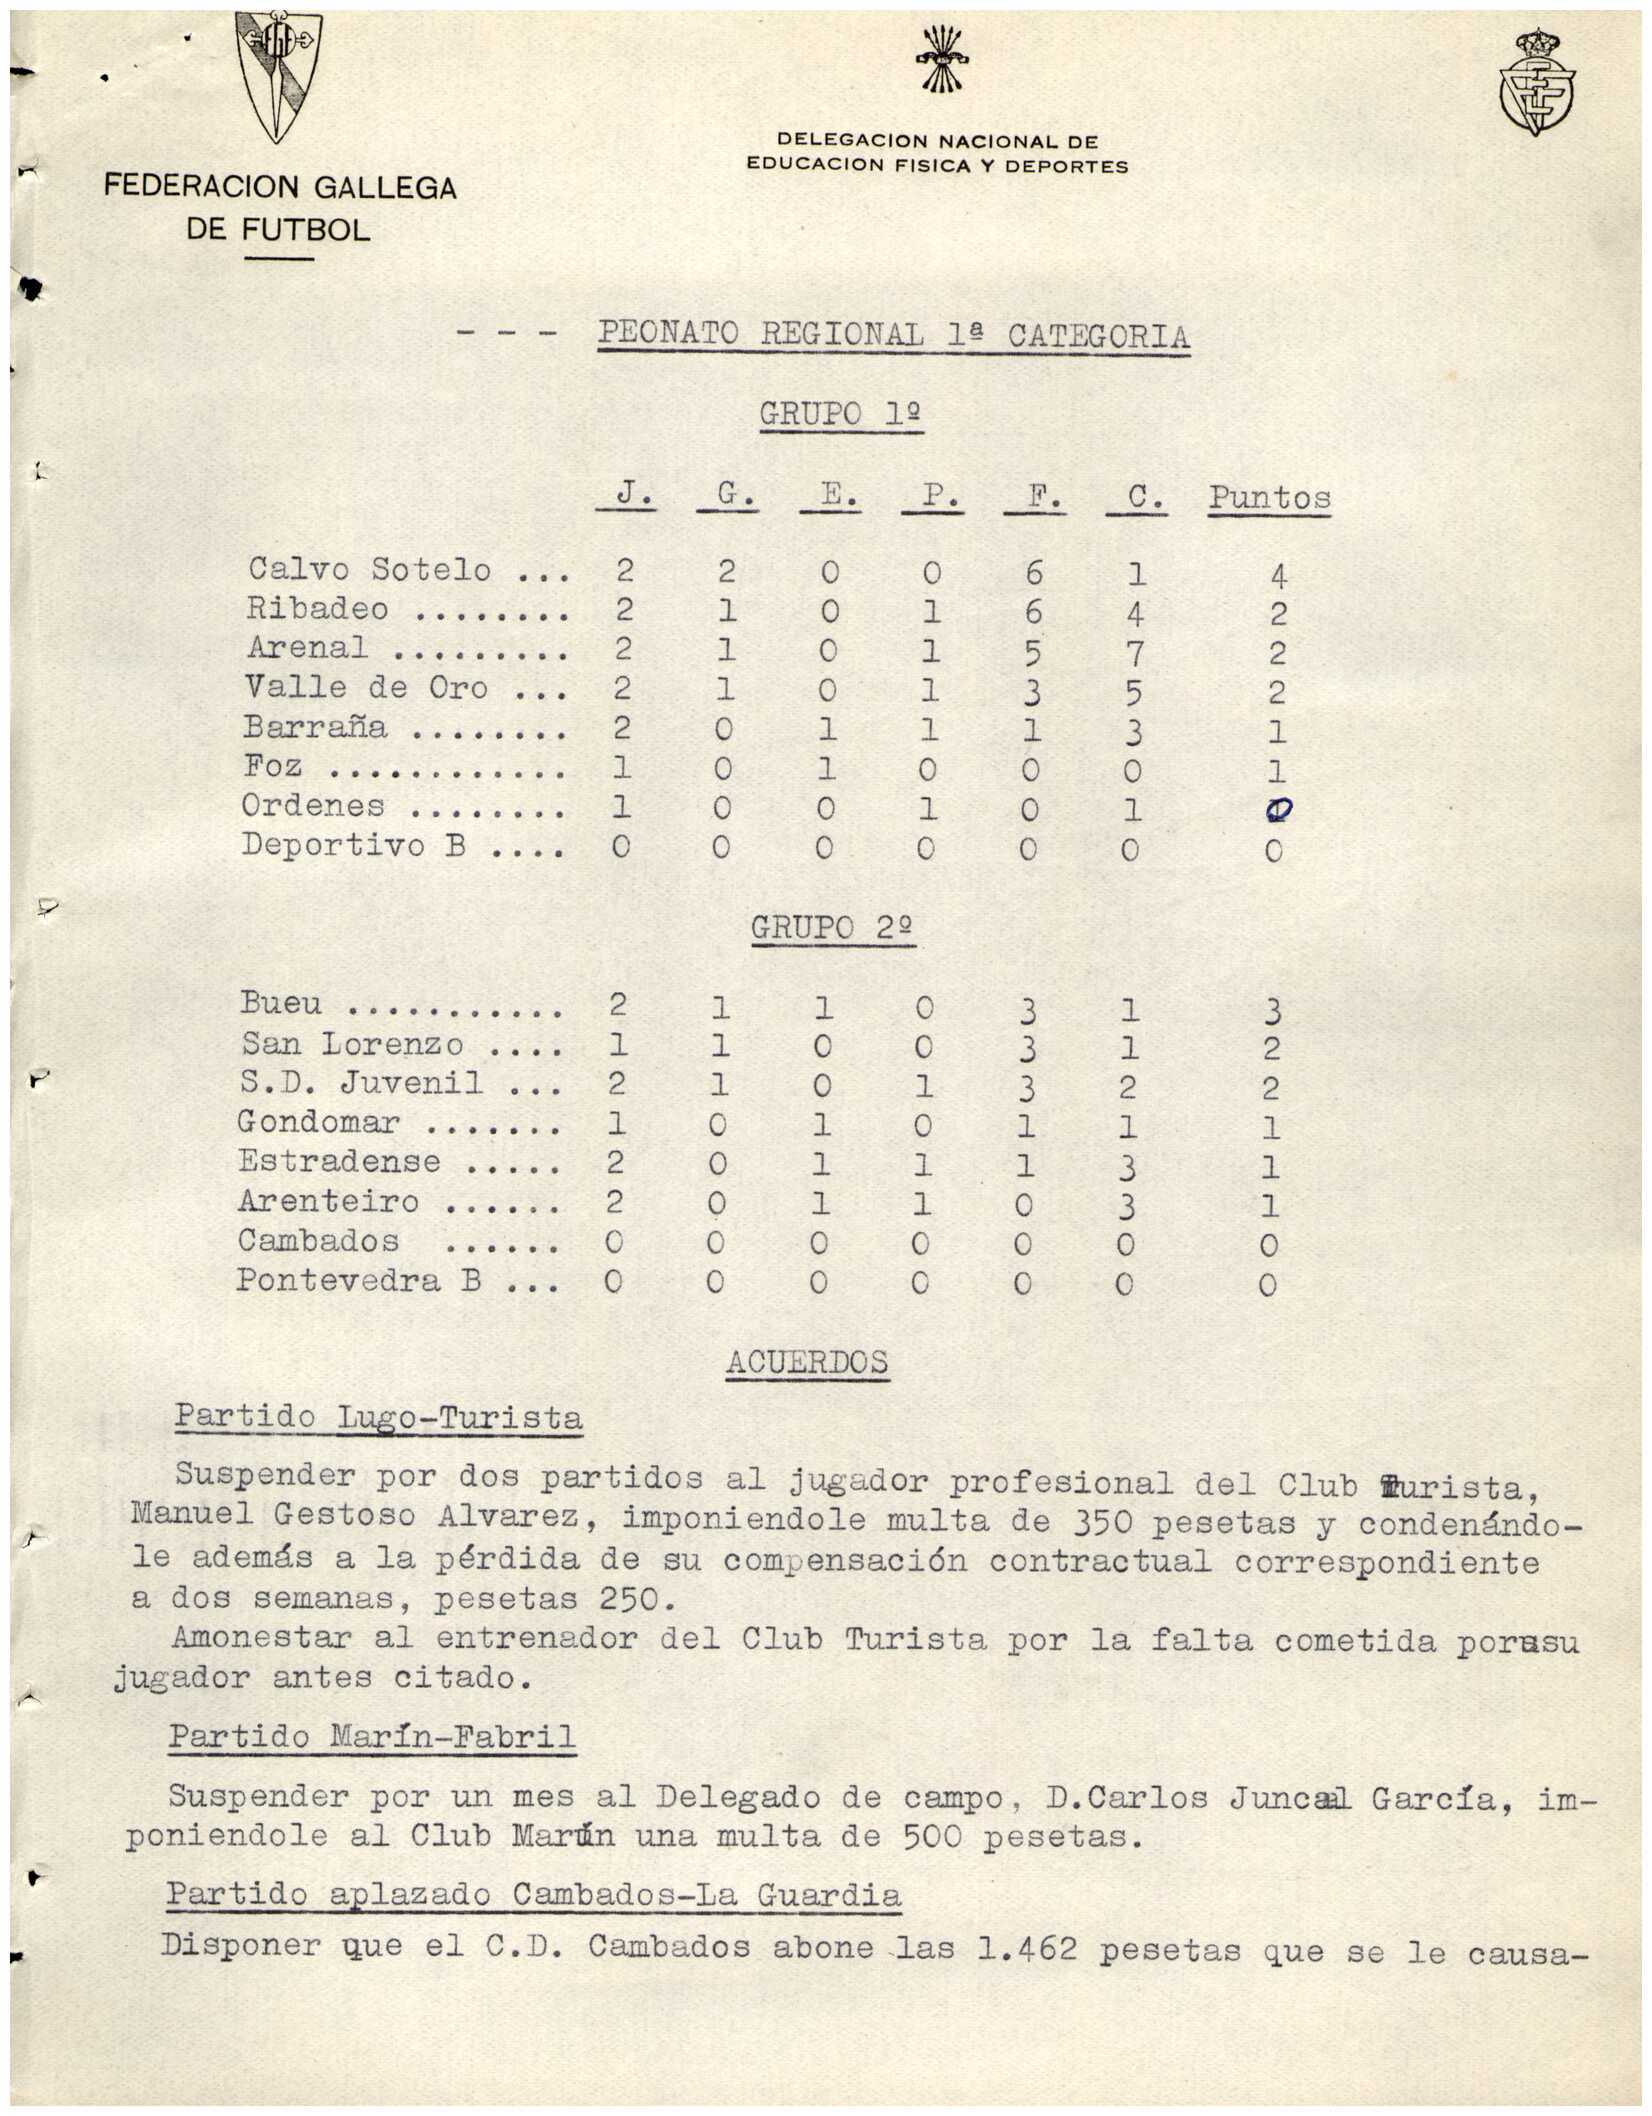 FEDERACION GALLEGA
DE FUTBOL
DELEGACION NACIONAL DE
EDUCACION FISICA Y DEPORTES
- - - PEONATO REGIONAL 1ª CATEGORIA
GRUPO 1º
J. G. E. P. F. C. Puntos
Calvo Sotelo ... 2 2 0 0 6 1 4
Ribadeo ........ 2 1 0 1 6 4 2
Arenal ......... 2 1 0 1 5 7 2
Valle de Oro ... 2 1 0 1 3 5 2
Barraña ........ 2 0 1 1 1 3 1
Foz ............ 1 0 1 0 0 0 1
Ordenes ........ 1 0 0 1 0 1 0
Deportivo B .... 0 0 0 0 0 0 0
GRUPO 2º
Bueu ........... 2 1 1 0 3 1 3
San Lorenzo .... 1 1 0 0 3 1 2
S.D. Juvenil ... 2 1 0 1 3 2 2
Gondomar ....... 1 0 1 0 1 1 1
Estradense ..... 2 0 1 1 1 3 1
Arenteiro ...... 2 0 1 1 0 3 1
Cambados ...... 0 0 0 0 0 0 0
Pontevedra B ... 0 0 0 0 0 0 0
ACUERDOS
Partido Lugo-Turista
Suspender por dos partidos al jugador profesional del Club Turista,
Manuel Gestoso Alvarez, imponiendole multa de 350 pesetas y condenándo-
le además a la pérdida de su compensación contractual correspondiente
a dos semanas, pesetas 250.
Amonestar al entrenador del Club Turista por la falta cometida por su
jugador antes citado.
Partido Marín-Fabril
Suspender por un mes al Delegado de campo, D.Carlos Juncal García, im-
poniendole al Club Marín una multa de 500 pesetas.
Partido aplazado Cambados-La Guardia
Disponer que el C.D. Cambados abone las 1.462 pesetas que se le causa-